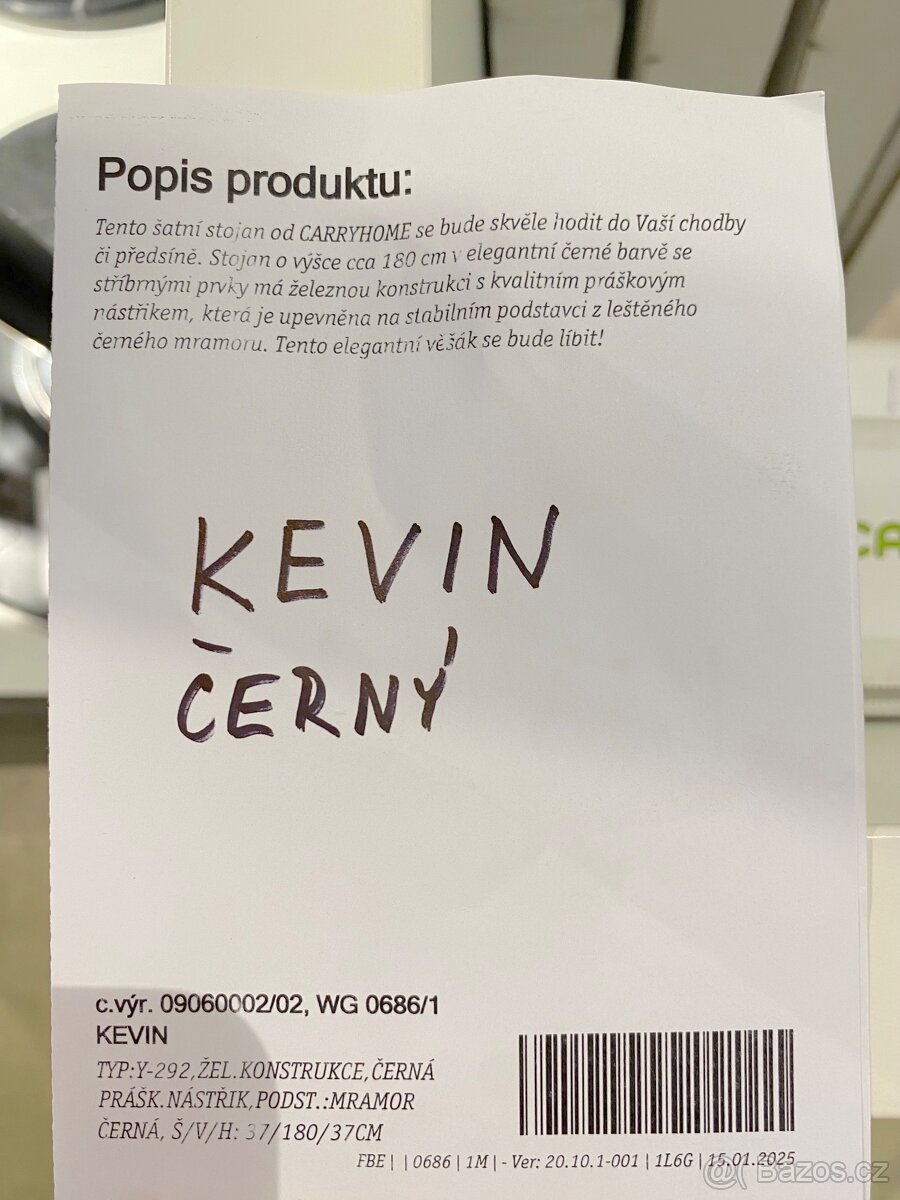 Popis produktu:
Tento šatní stojan od CARRYHOME se bude skvěle hodit do Vaší chodby
či předsíně. Stojan o výšce cca 180 cm v elegantní černé barvě se
stříbrnými prvky má železnou konstrukci s kvalitním práškovým
nástřikem, která je upevněna na stabilním podstavci z leštěného
černého mramoru. Tento elegantní věšák se bude líbit!
KEVIN
ČERNÝ
CA
c.výr. 09060002/02, WG 0686/1
KEVIN
TYP:Y-292,ŽEL.KONSTRUKCE,ČERNÁ
PRÁŠK.NÁSTŘIK,PODST.:MRAMOR
ČERNÁ, Š/V/H: 37/180/37CM
FBE | | 0686 | 1M | - Ver: 20.10.1-001 | 1L6G | 15.01.2025
@( Bazos.cz